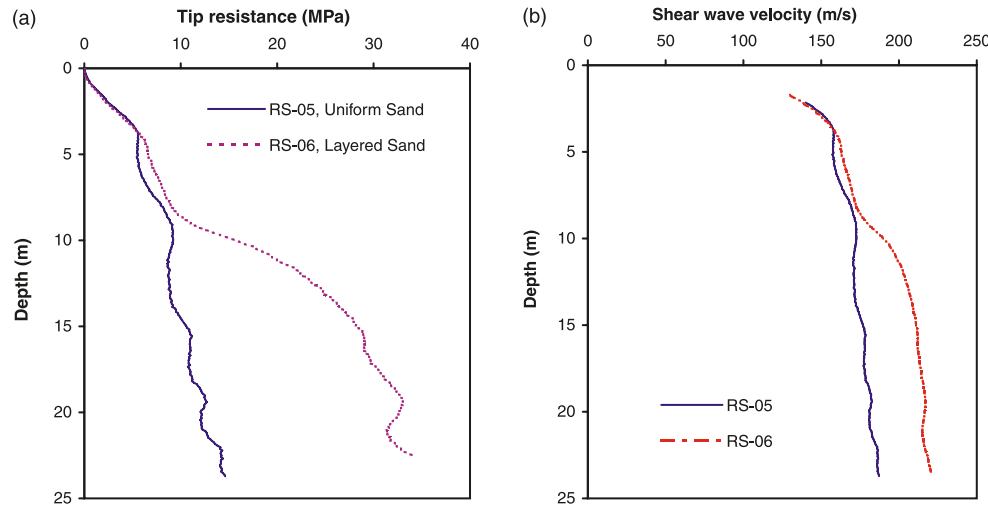 (a)
Tip resistance (MPa)
0 10 20 30 40
0
5
10
15
20
25
Depth (m)
RS-05, Uniform Sand
RS-06, Layered Sand
(b)
Shear wave velocity (m/s)
0 50 100 150 200 250
0
5
10
15
20
25
Depth (m)
RS-05
RS-06